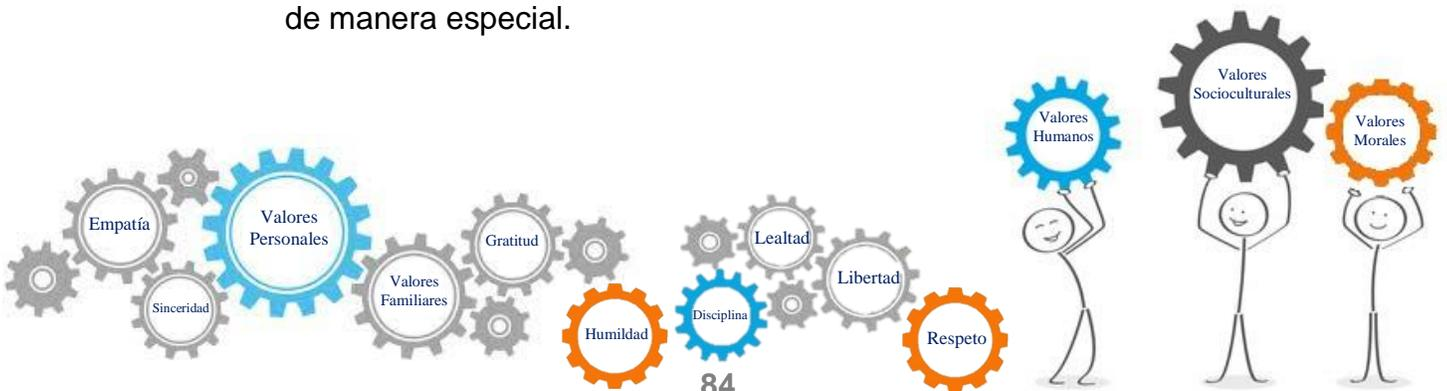 de manera especial.
Empatía
Sinceridad
Valores
Personales
Valores
Familiares
Gratitud
Humildad
Disciplina
Lealtad
Libertad
Respeto
Valores
Humanos
Valores
Socioculturales
Valores
Morales
84